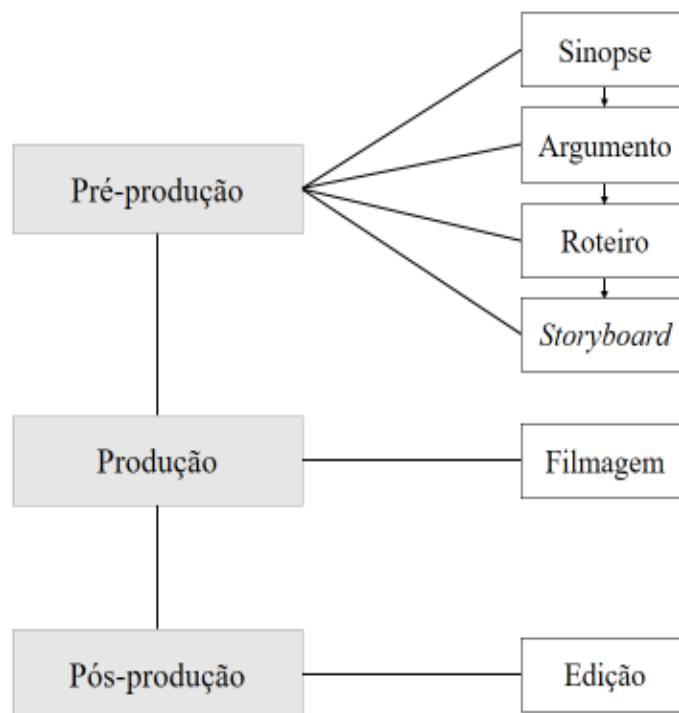 Sinopse
Argumento
Pré-produção
Roteiro
Storyboard
Produção
Filmagem
Pós-produção
Edição